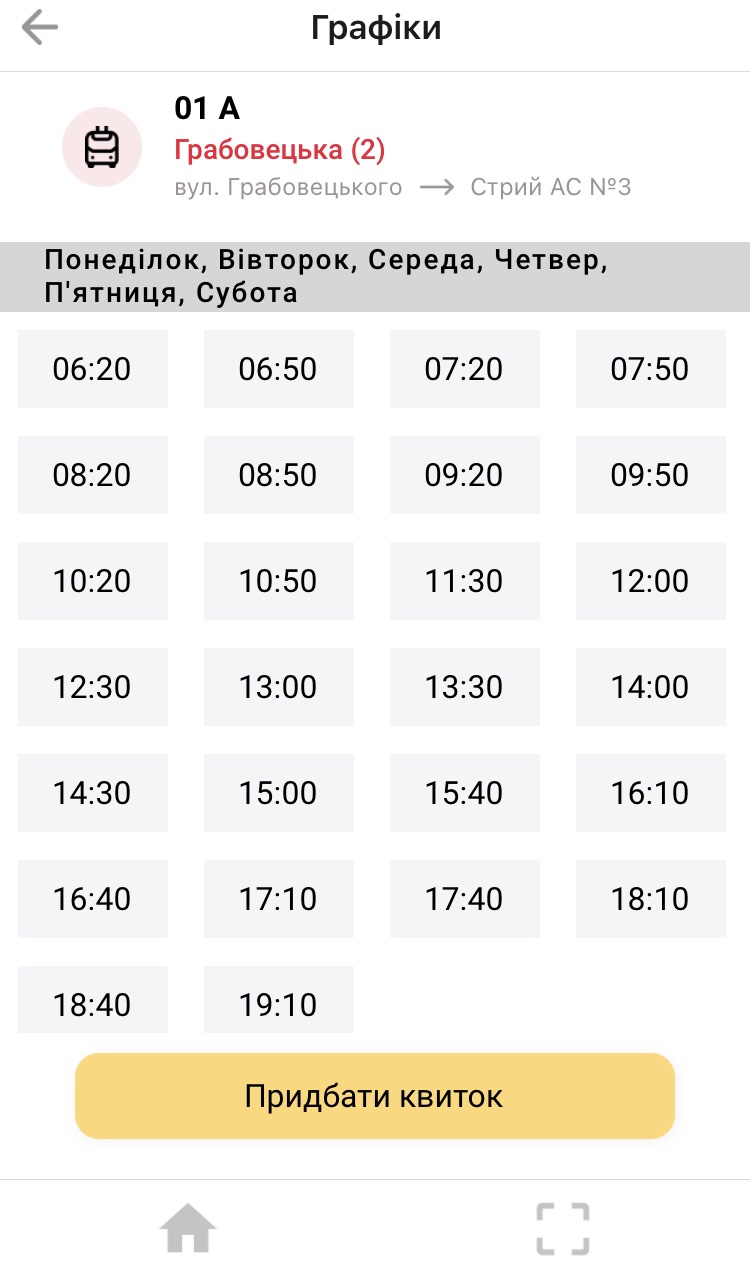 Графіки
01 А
Грабовецька (2)
вул. Грабовецького → Стрий АС №3
Понеділок, Вівторок, Середа, Четвер,
П'ятниця, Субота
06:20 06:50 07:20 07:50
08:20 08:50 09:20 09:50
10:20 10:50 11:30 12:00
12:30 13:00 13:30 14:00
14:30 15:00 15:40 16:10
16:40 17:10 17:40 18:10
18:40 19:10
Придбати квиток